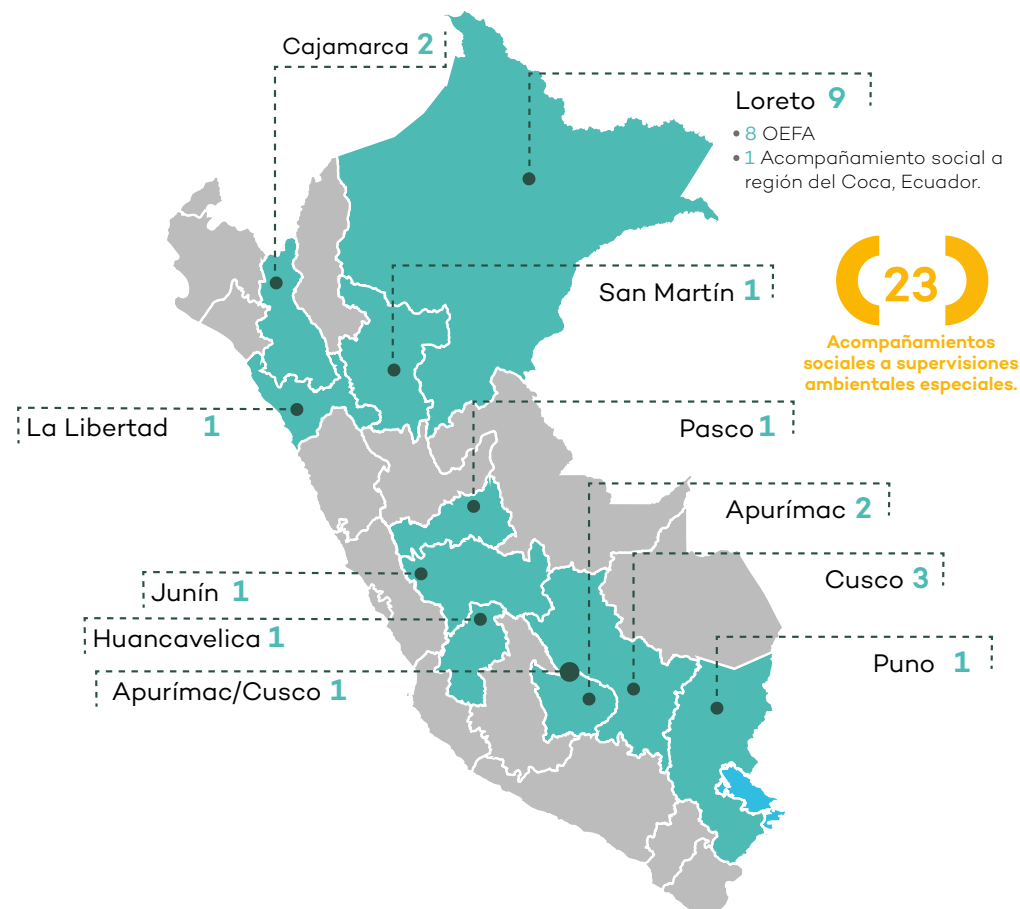 Cajamarca 2
Loreto 9
• 8 OEFA
• 1 Acompañamiento social a
región del Coca, Ecuador.
San Martín 1
23
Acompañamientos
sociales a supervisiones
ambientales especiales.
La Libertad 1
Pasco 1
Apurímac 2
Cusco 3
Junín 1
Huancavelica 1
Puno 1
Apurímac/Cusco 1